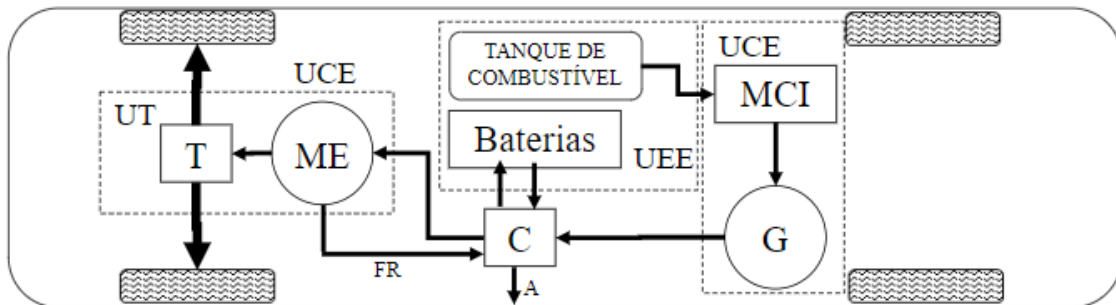 TANQUE DE
COMBUSTÍVEL
UCE
MCI
UCE
UT
T
ME
Baterias
UEE
C
G
FR
A